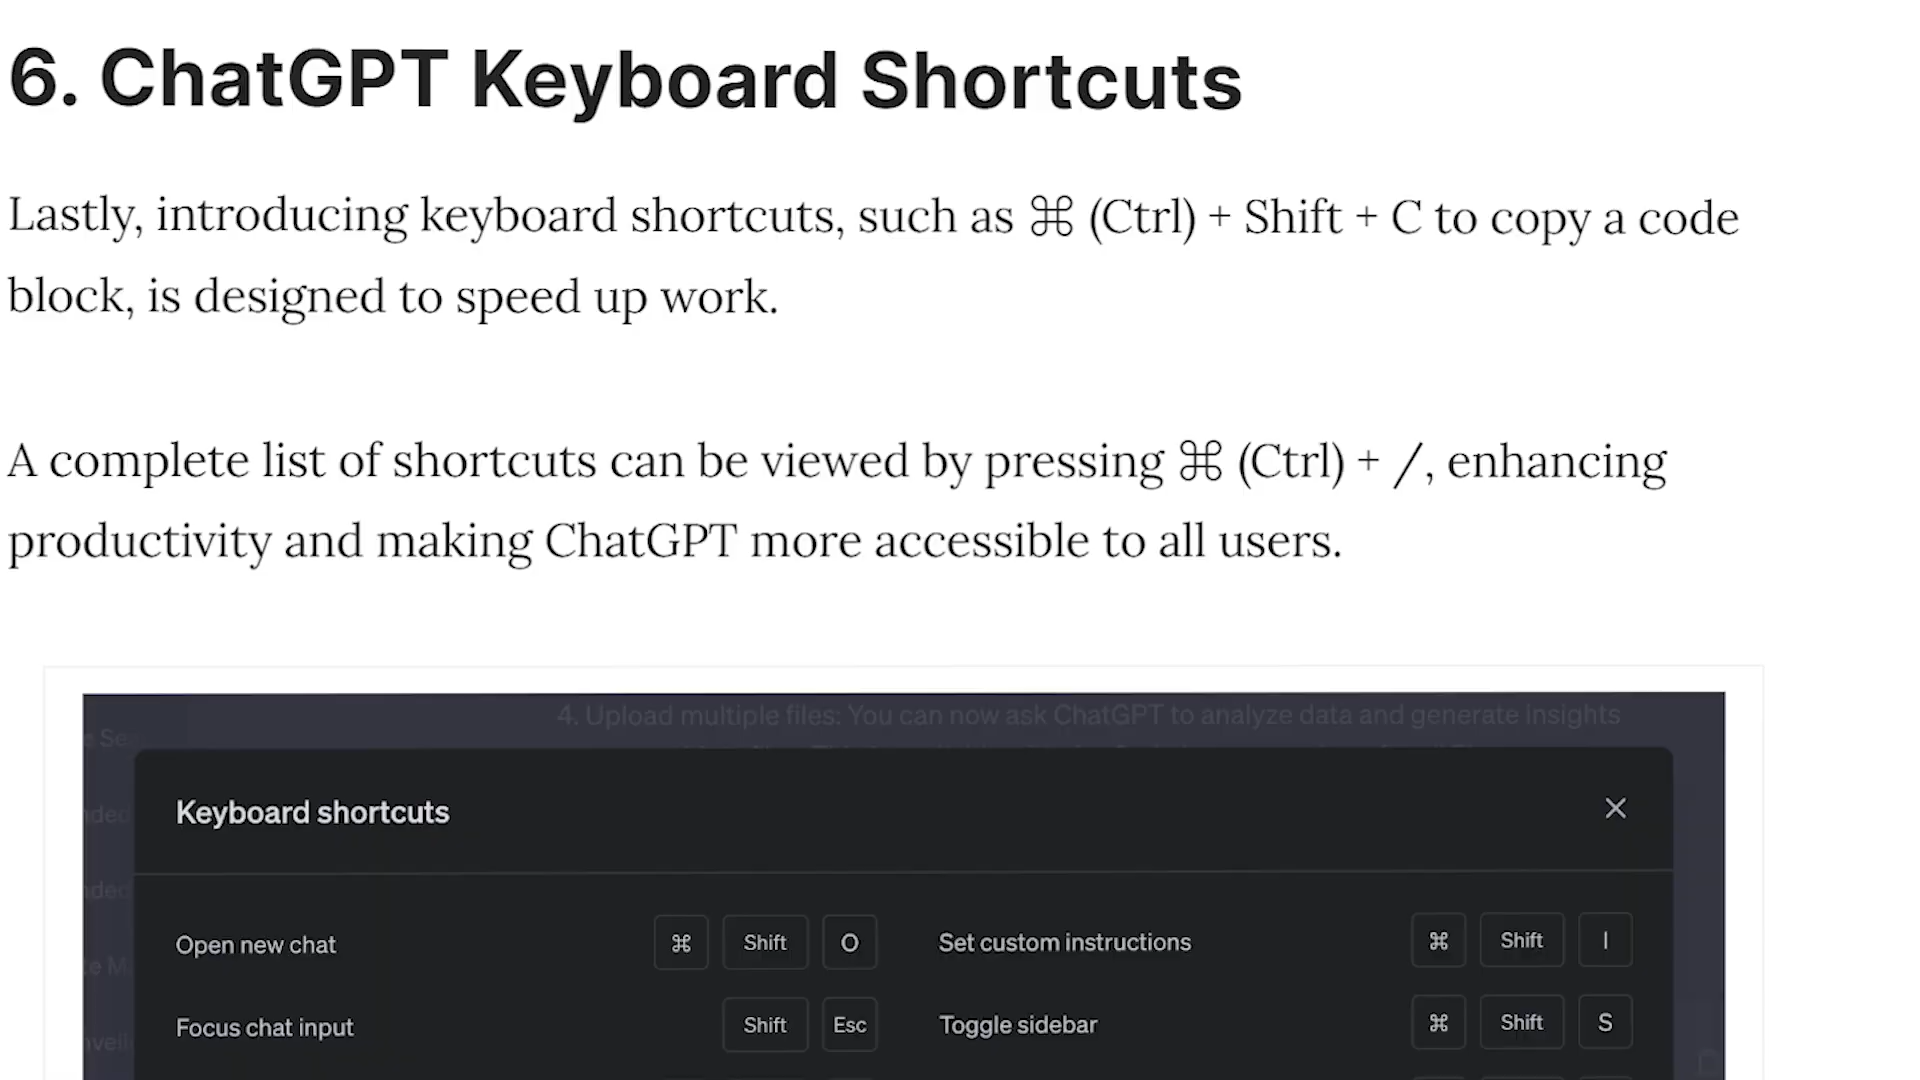 6. ChatGPT Keyboard Shortcuts
Lastly, introducing keyboard shortcuts, such as ⌘ (Ctrl) + Shift + C to copy a code
block, is designed to speed up work.
A complete list of shortcuts can be viewed by pressing ⌘ (Ctrl) + /, enhancing
productivity and making ChatGPT more accessible to all users.
4. Upload multiple files: You can now ask ChatGPT to analyze data and generate insights
Keyboard shortcuts
Open new chat ⌘ Shift O Set custom instructions ⌘ Shift I
Focus chat input Shift Esc Toggle sidebar ⌘ Shift S